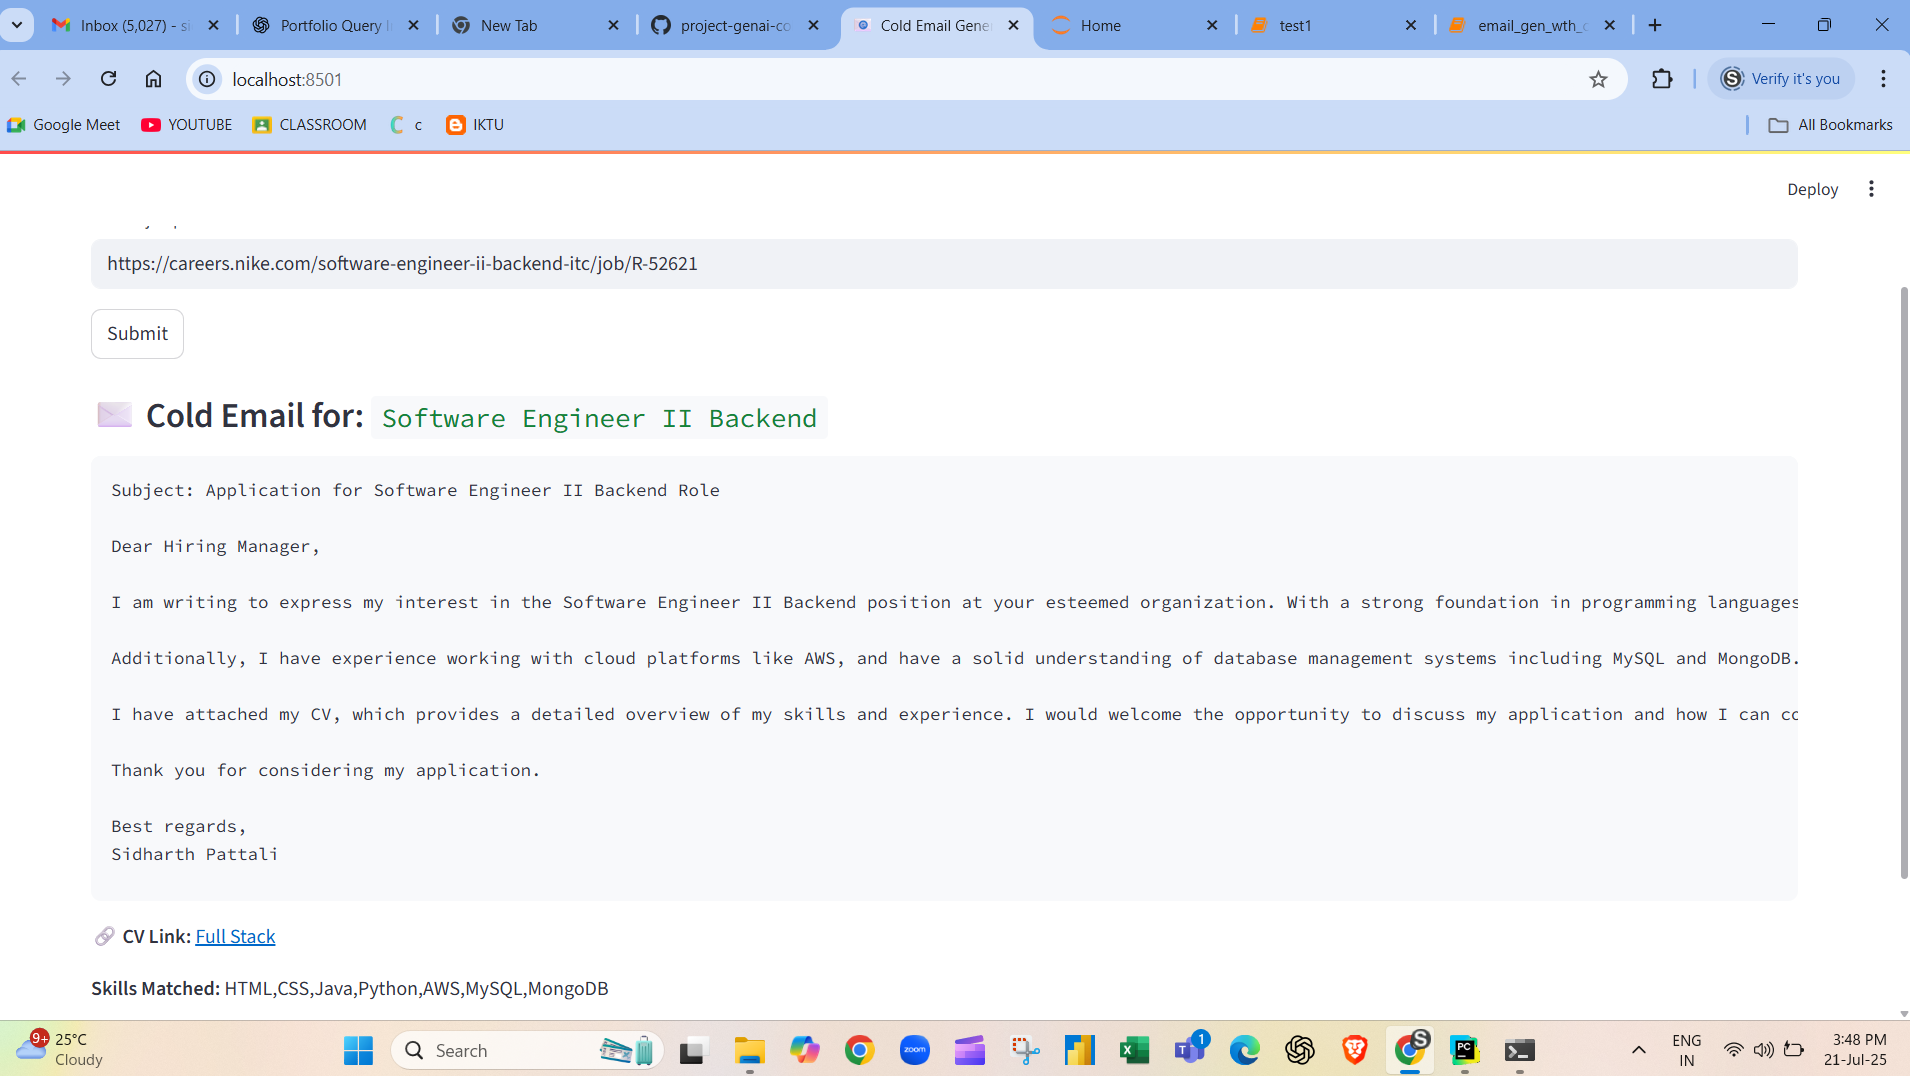 Inbox (5,027) - si
Portfolio Query I
New Tab
project-genai-co
Cold Email Gene
Home
test1
email_gen_wth_c
localhost:8501
Verify it's you
Google Meet
YOUTUBE
CLASSROOM
c
IKTU
All Bookmarks
Deploy
https://careers.nike.com/software-engineer-ii-backend-itc/job/R-52621
Submit
Cold Email for: Software Engineer II Backend
Subject: Application for Software Engineer II Backend Role
Dear Hiring Manager,
I am writing to express my interest in the Software Engineer II Backend position at your esteemed organization. With a strong foundation in programming languages
Additionally, I have experience working with cloud platforms like AWS, and have a solid understanding of database management systems including MySQL and MongoDB.
I have attached my CV, which provides a detailed overview of my skills and experience. I would welcome the opportunity to discuss my application and how I can co
Thank you for considering my application.
Best regards,
Sidharth Pattali
CV Link: Full Stack
Skills Matched: HTML,CSS,Java,Python,AWS,MySQL,MongoDB
9+
25°C
Cloudy
Search
zoom
1
PC
ENG
IN
3:48 PM
21-Jul-25